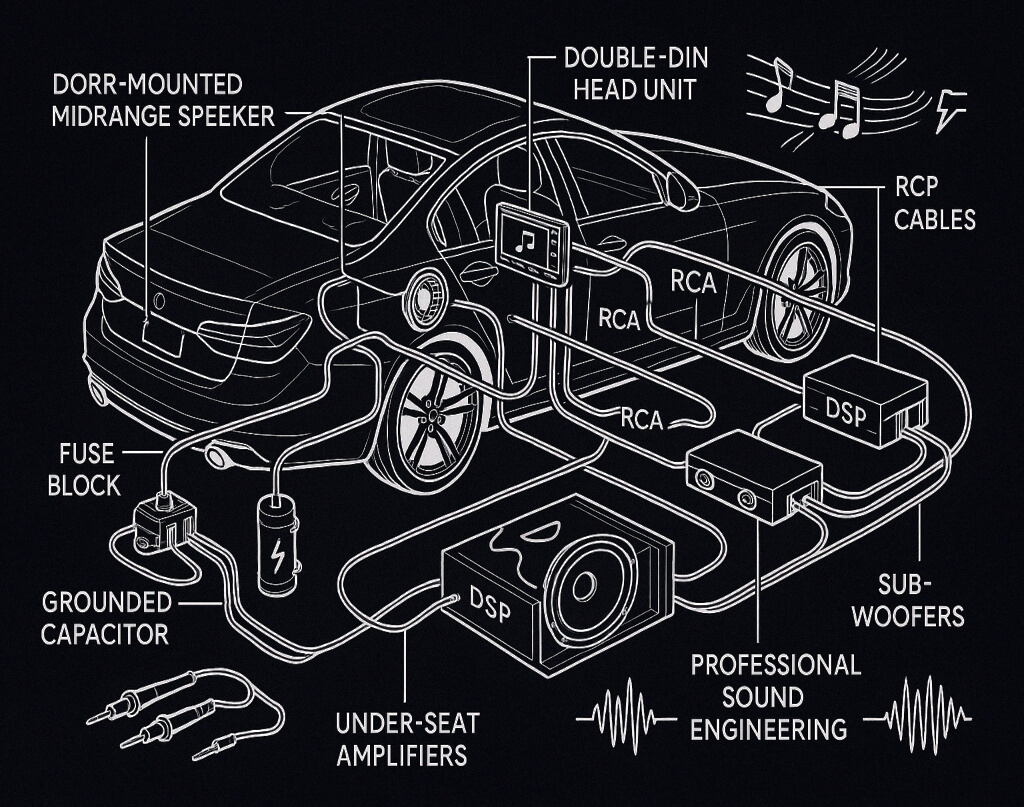 DORR-MOUNTED
MIDRANGE SPEEKER
DOUBLE-DIN
HEAD UNIT
RCP
CABLES
RCA
RCA
RCA
DSP
FUSE
BLOCK
GROUNDED
CAPACITOR
DSP
SUB-
WOOFERS
UNDER-SEAT
AMPLIFIERS
PROFESSIONAL
SOUND
ENGINEERING